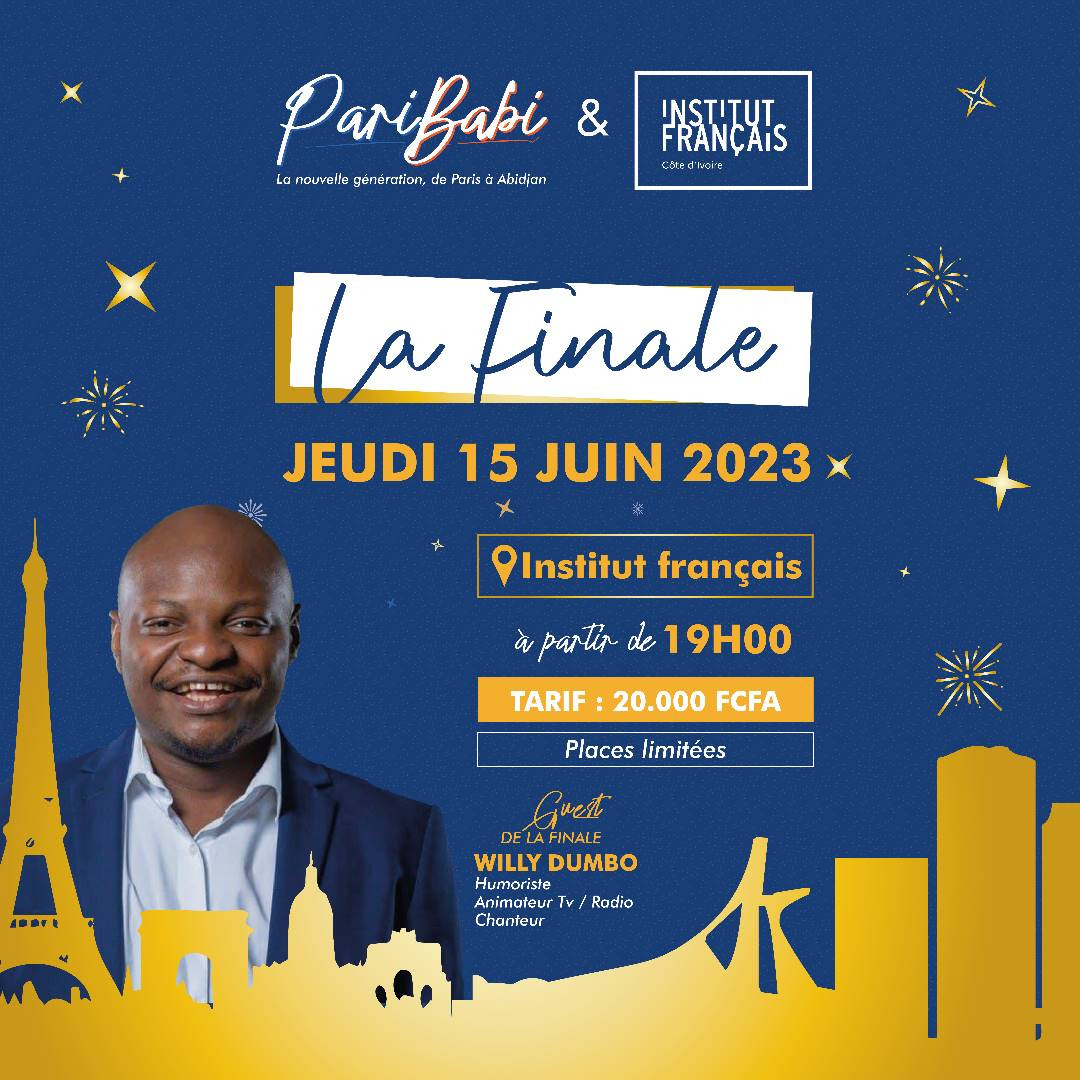 PariBabi & INSTITUT
FRANÇAIS
Côte d'Ivoire
La nouvelle génération, de Paris à Abidjan
La Finale
JEUDI 15 JUIN 2023
Institut français
à partir de 19H00
TARIF : 20.000 FCFA
Places limitées
Guest
DE LA FINALE
WILLY DUMBO
Humoriste
Animateur Tv / Radio
Chanteur